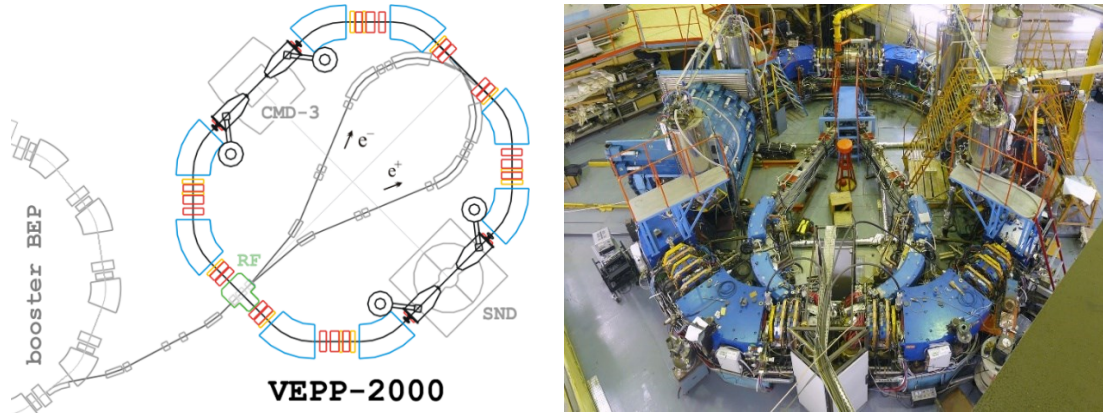 CMD-3
e⁻
e⁺
RF
booster BEP
SND
VEPP-2000